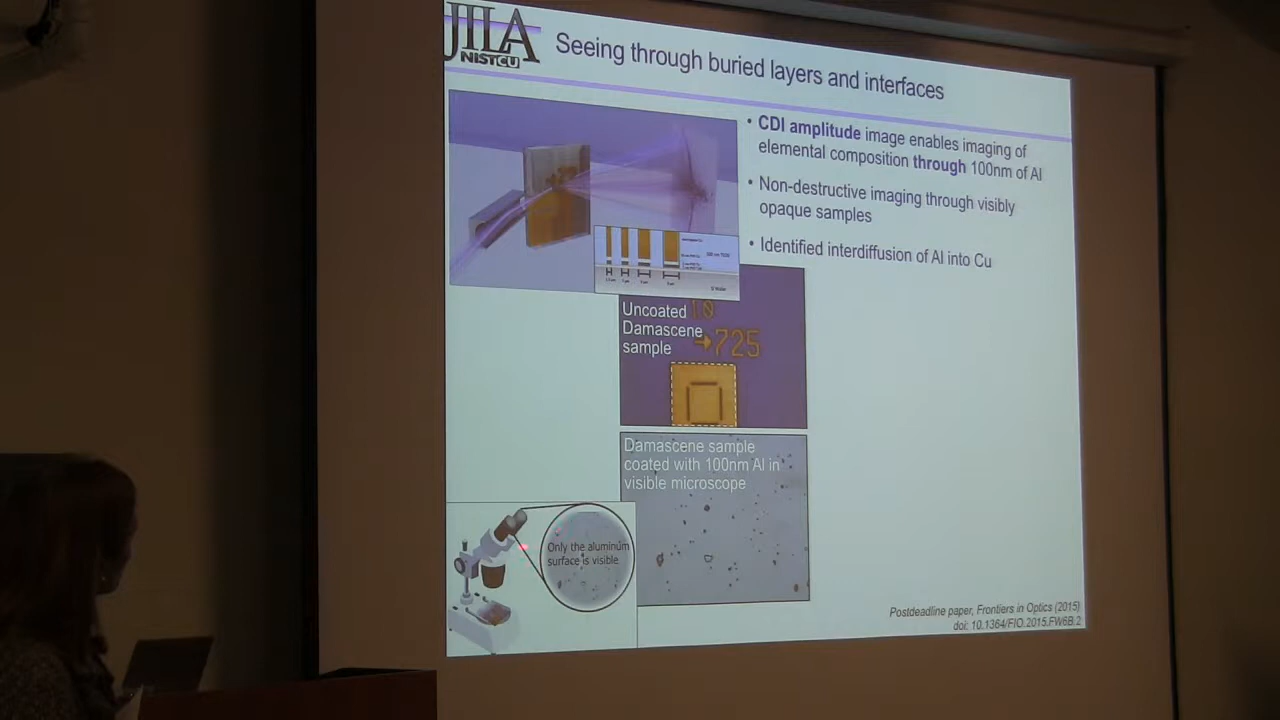 JILA
NIST CU
Seeing through buried layers and interfaces
• CDI amplitude image enables imaging of
elemental composition through 100nm of Al
• Non-destructive imaging through visibly
opaque samples
• Identified interdiffusion of Al into Cu
Uncoated
Damascene
sample
10
→725
Damascene sample
coated with 100nm Al in
visible microscope
Only the aluminum
surface is visible
Postdeadline paper, Frontiers in Optics (2015)
doi: 10.1364/FIO.2015.FW6B.2